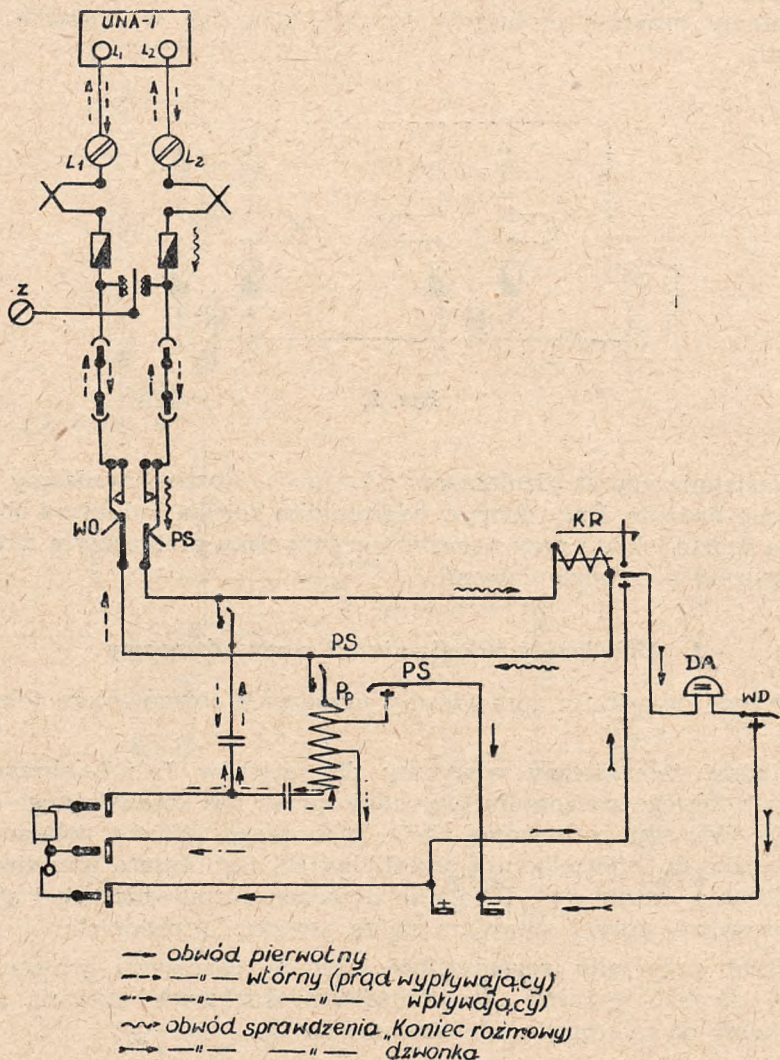 UNA-I
L1 L2
L1 L2
Z
WO PS
KR
PS
Pp PS
DA
WD
+ −
obwód pierwotny
—„— wtórny (prąd wypływający)
—„— —„— wpływający)
obwód sprawdzenia „Koniec rozmowy)
—„— —„— dzwonka